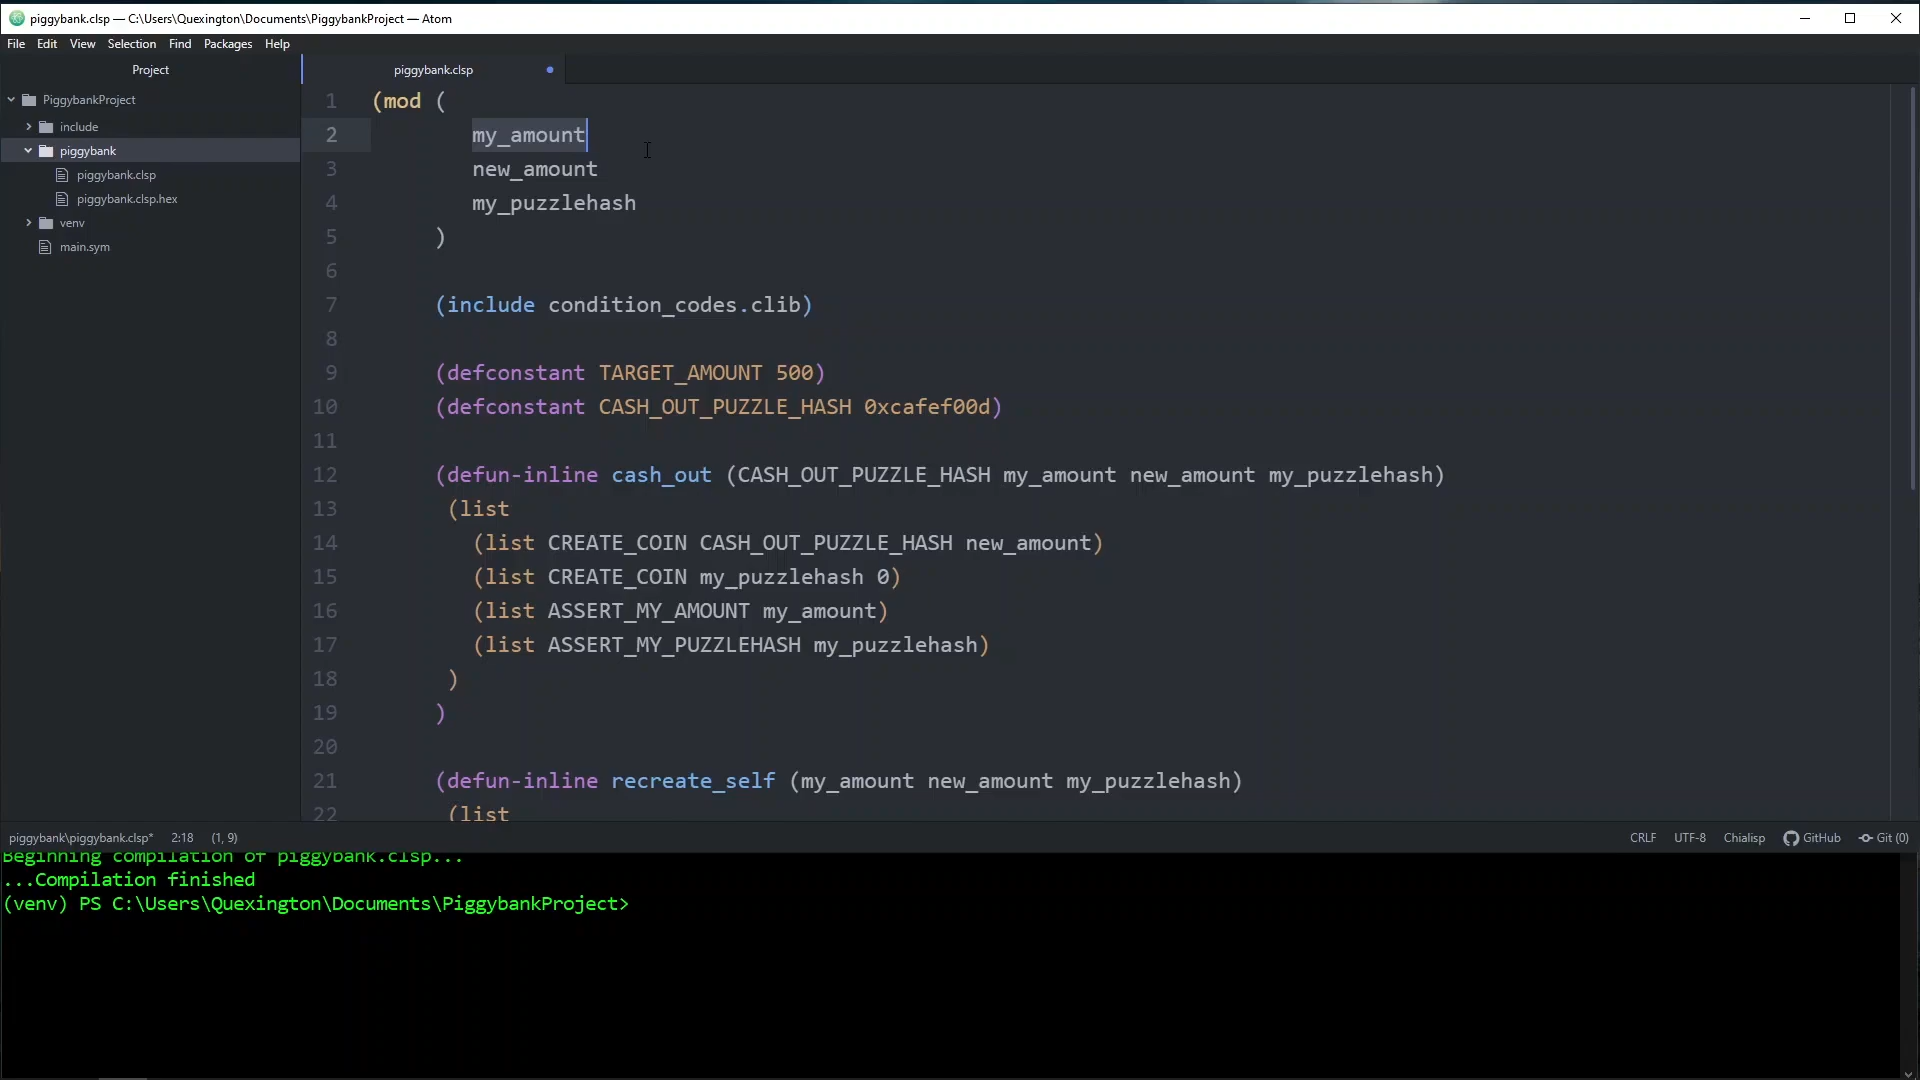 piggybank.clsp — C:\Users\Quexington\Documents\PiggybankProject — Atom
File Edit View Selection Find Packages Help
Project
PiggybankProject
include
piggybank
piggybank.clsp
piggybank.clsp.hex
venv
main.sym
piggybank.clsp
1 (mod (
2 my_amount
3 new_amount
4 my_puzzlehash
5 )
6
7 (include condition_codes.clib)
8
9 (defconstant TARGET_AMOUNT 500)
10 (defconstant CASH_OUT_PUZZLE_HASH 0xcafef00d)
11
12 (defun-inline cash_out (CASH_OUT_PUZZLE_HASH my_amount new_amount my_puzzlehash)
13 (list
14 (list CREATE_COIN CASH_OUT_PUZZLE_HASH new_amount)
15 (list CREATE_COIN my_puzzlehash 0)
16 (list ASSERT_MY_AMOUNT my_amount)
17 (list ASSERT_MY_PUZZLEHASH my_puzzlehash)
18 )
19 )
20
21 (defun-inline recreate_self (my_amount new_amount my_puzzlehash)
22 (list
piggybank\piggybank.clsp* 2:18 (1, 9) CRLF UTF-8 Chialisp GitHub Git (0)
Beginning compilation of piggybank.clsp...
...Compilation finished
(venv) PS C:\Users\Quexington\Documents\PiggybankProject>